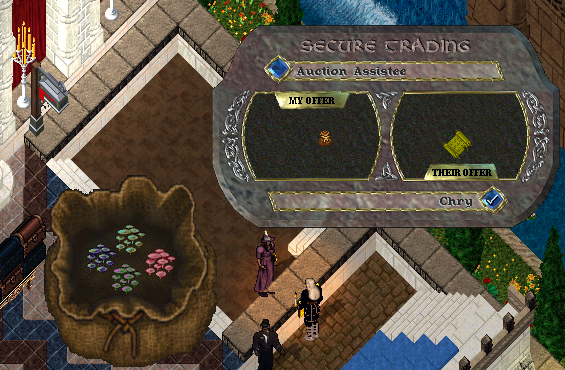 SECURE TRADING
Auction Assistee
MY OFFER
THEIR OFFER
Chry